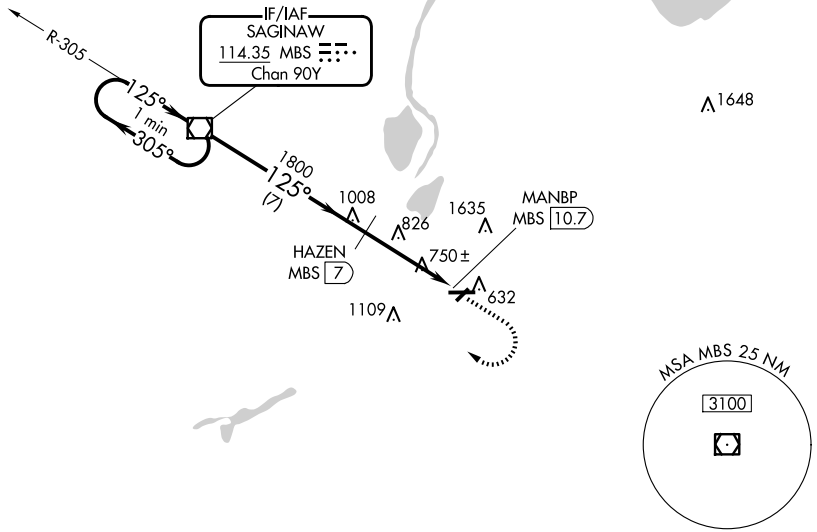 IF/IAF
SAGINAW
114.35 MBS
Chan 90Y
R-305
125°
1 min
305°
1648
1800
125°
(7)
1008
826
1635
MANBP
MBS 10.7
HAZEN
MBS 7
750±
632
1109
MSA MBS 25 NM
3100